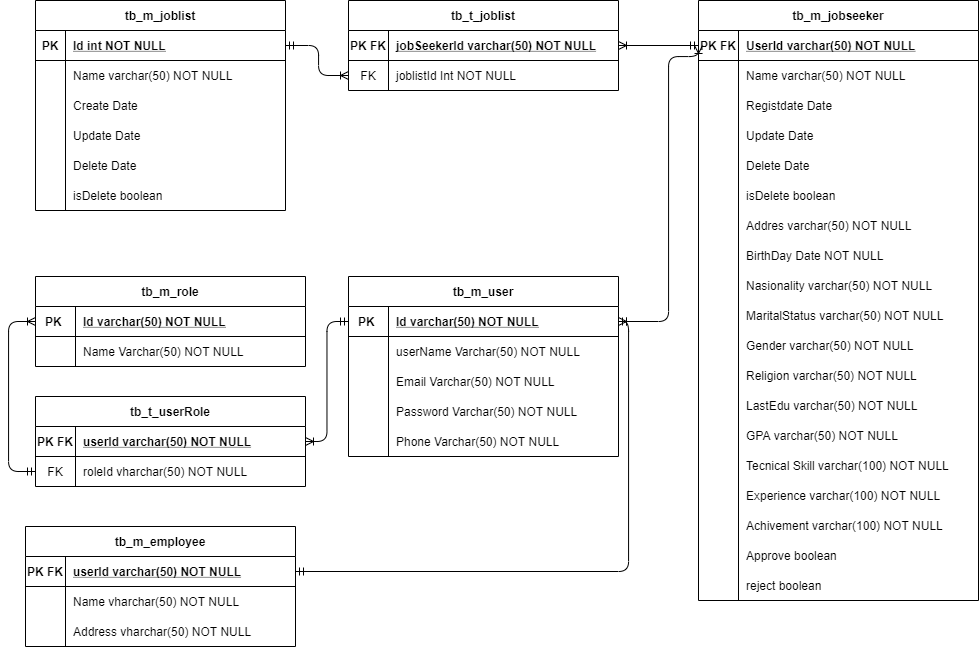 tb_m_joblist
PK Id int NOT NULL
Name varchar(50) NOT NULL
Create Date
Update Date
Delete Date
isDelete boolean
tb_t_joblist
PK FK jobSeekerId varchar(50) NOT NULL
FK joblistId Int NOT NULL
tb_m_jobseeker
PK FK UserId varchar(50) NOT NULL
Name varchar(50) NOT NULL
Registdate Date
Update Date
Delete Date
isDelete boolean
Addres varchar(50) NOT NULL
BirthDay Date NOT NULL
Nasionality varchar(50) NOT NULL
MaritalStatus varchar(50) NOT NULL
Gender varchar(50) NOT NULL
Religion varchar(50) NOT NULL
LastEdu varchar(50) NOT NULL
GPA varchar(50) NOT NULL
Tecnical Skill varchar(100) NOT NULL
Experience varchar(100) NOT NULL
Achivement varchar(100) NOT NULL
Approve boolean
reject boolean
tb_m_role
PK Id varchar(50) NOT NULL
Name Varchar(50) NOT NULL
tb_m_user
PK Id varchar(50) NOT NULL
userName Varchar(50) NOT NULL
Email Varchar(50) NOT NULL
Password Varchar(50) NOT NULL
Phone Varchar(50) NOT NULL
tb_t_userRole
PK FK userId varchar(50) NOT NULL
FK roleId vharchar(50) NOT NULL
tb_m_employee
PK FK userId varchar(50) NOT NULL
Name vharchar(50) NOT NULL
Address vharchar(50) NOT NULL